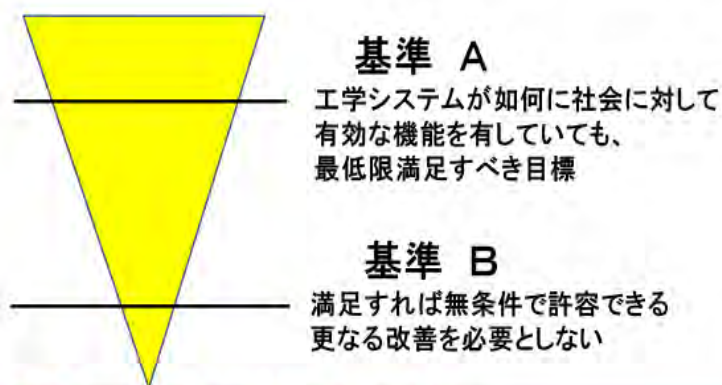 基準 A
工学システムが如何に社会に対して
有効な機能を有していても、
最低限満足すべき目標
基準 B
満足すれば無条件で許容できる
更なる改善を必要としない